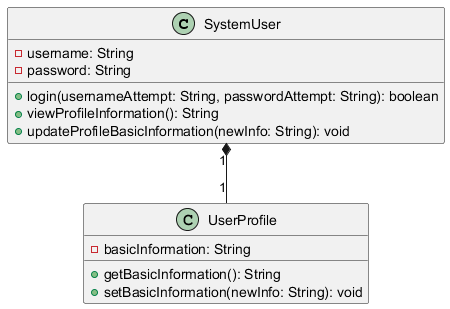 C SystemUser
username: String
password: String
login(usernameAttempt: String, passwordAttempt: String): boolean
viewProfileInformation(): String
updateProfileBasicInformation(newInfo: String): void
1
1
C UserProfile
basicInformation: String
getBasicInformation(): String
setBasicInformation(newInfo: String): void